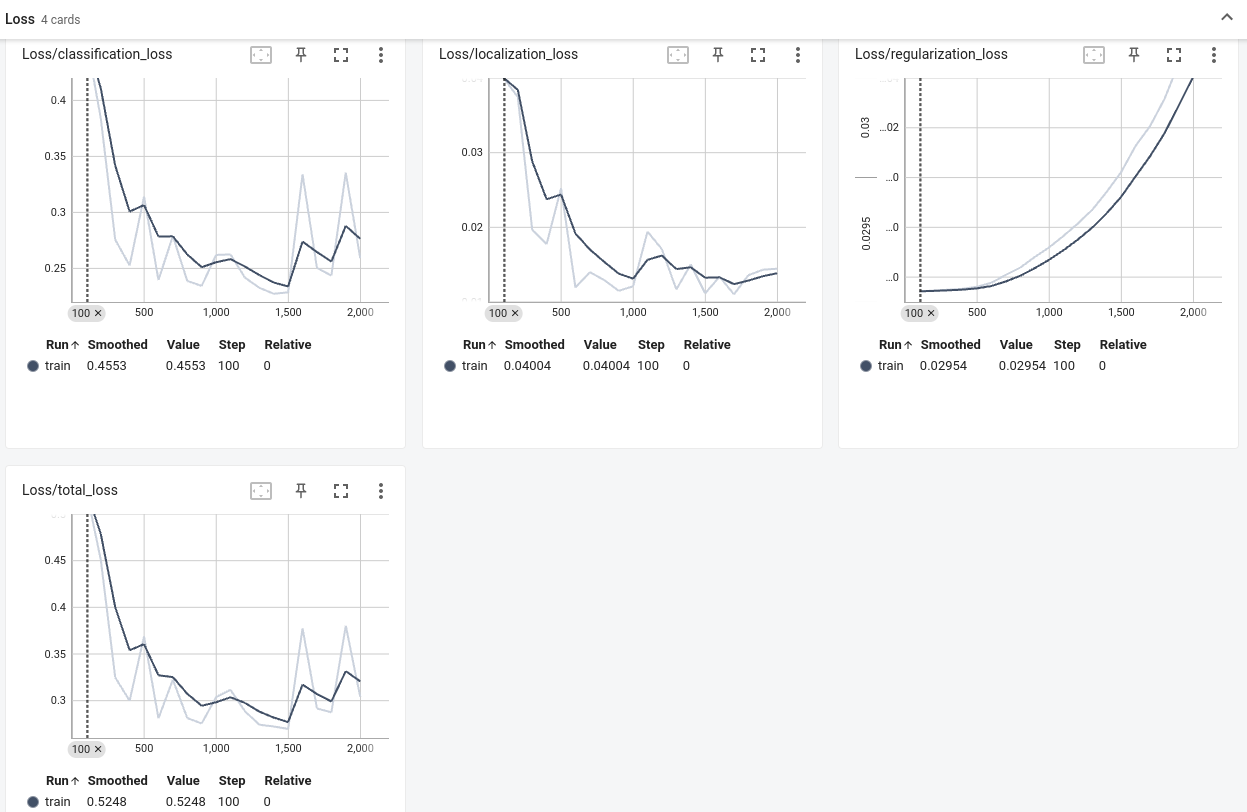 Loss 4 cards
Loss/classification_loss
0.4
0.35
0.3
0.25
100 ✕ 500 1,000 1,500 2,000
Run↑ Smoothed Value Step Relative
train 0.4553 0.4553 100 0
Loss/localization_loss
0.03
0.02
100 ✕ 500 1,000 1,500 2,000
Run↑ Smoothed Value Step Relative
train 0.04004 0.04004 100 0
Loss/regularization_loss
0.03
0.0295
...02
...0
...0
...0
100 ✕ 500 1,000 1,500 2,000
Run↑ Smoothed Value Step Relative
train 0.02954 0.02954 100 0
Loss/total_loss
0.45
0.4
0.35
0.3
100 ✕ 500 1,000 1,500 2,000
Run↑ Smoothed Value Step Relative
train 0.5248 0.5248 100 0